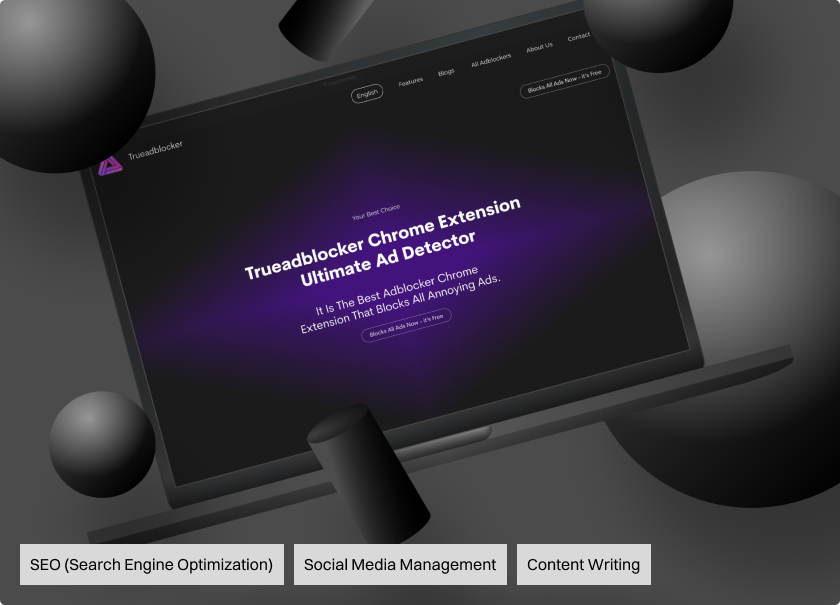 English
Features
Blogs
All Adblockers
About Us
Contact
Blocks All Ads Now - it's Free
Trueadblocker
Your Best Choice
Trueadblocker Chrome Extension
Ultimate Ad Detector
It Is The Best Adblocker Chrome
Extension That Blocks All Annoying Ads.
Blocks All Ads Now - it's Free
SEO (Search Engine Optimization)
Social Media Management
Content Writing